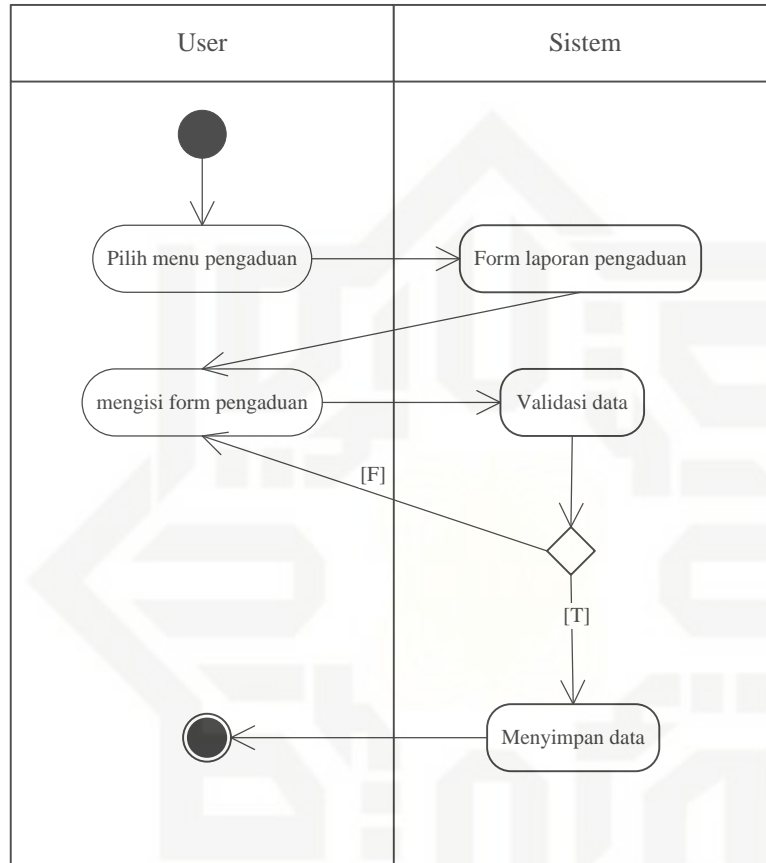 User
Sistem
Pilih menu pengaduan
Form laporan pengaduan
mengisi form pengaduan
Validasi data
[F]
[T]
Menyimpan data